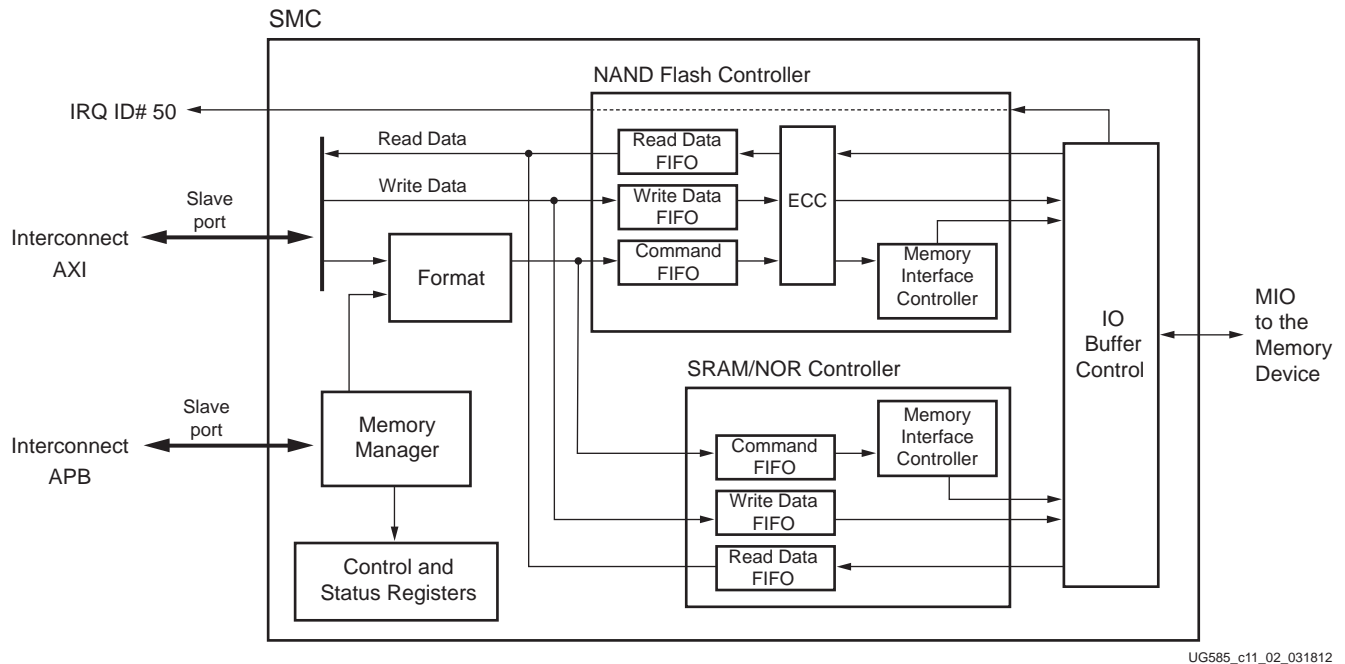 SMC
NAND Flash Controller
IRQ ID# 50
Read Data
Read Data
FIFO
Write Data
Write Data
FIFO
ECC
Slave
port
Interconnect
AXI
Format
Command
FIFO
Memory
Interface
Controller
IO
Buffer
Control
MIO
to the
Memory
Device
SRAM/NOR Controller
Slave
port
Interconnect
APB
Memory
Manager
Command
FIFO
Memory
Interface
Controller
Write Data
FIFO
Read Data
FIFO
Control and
Status Registers
UG585_c11_02_031812